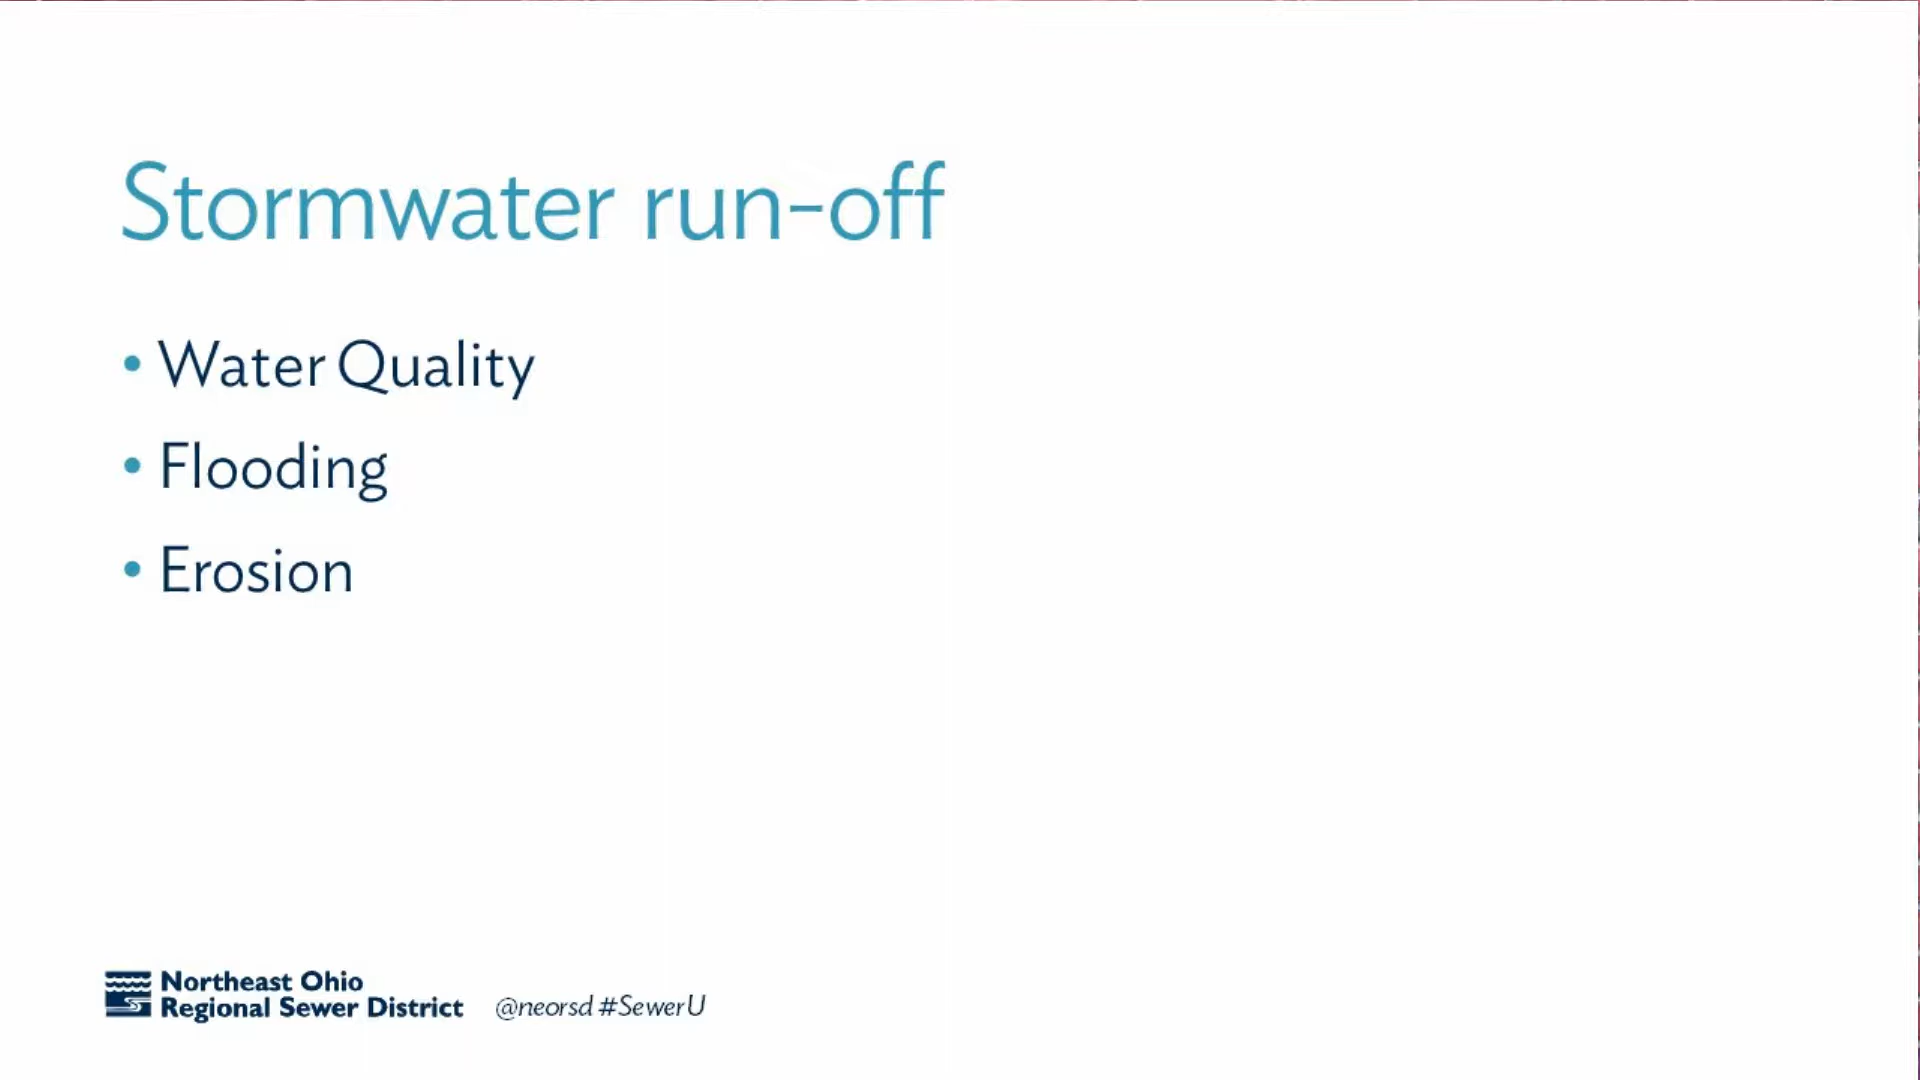 Stormwater run-off
• Water Quality
• Flooding
• Erosion
Northeast Ohio
Regional Sewer District @neorsd #SewerU